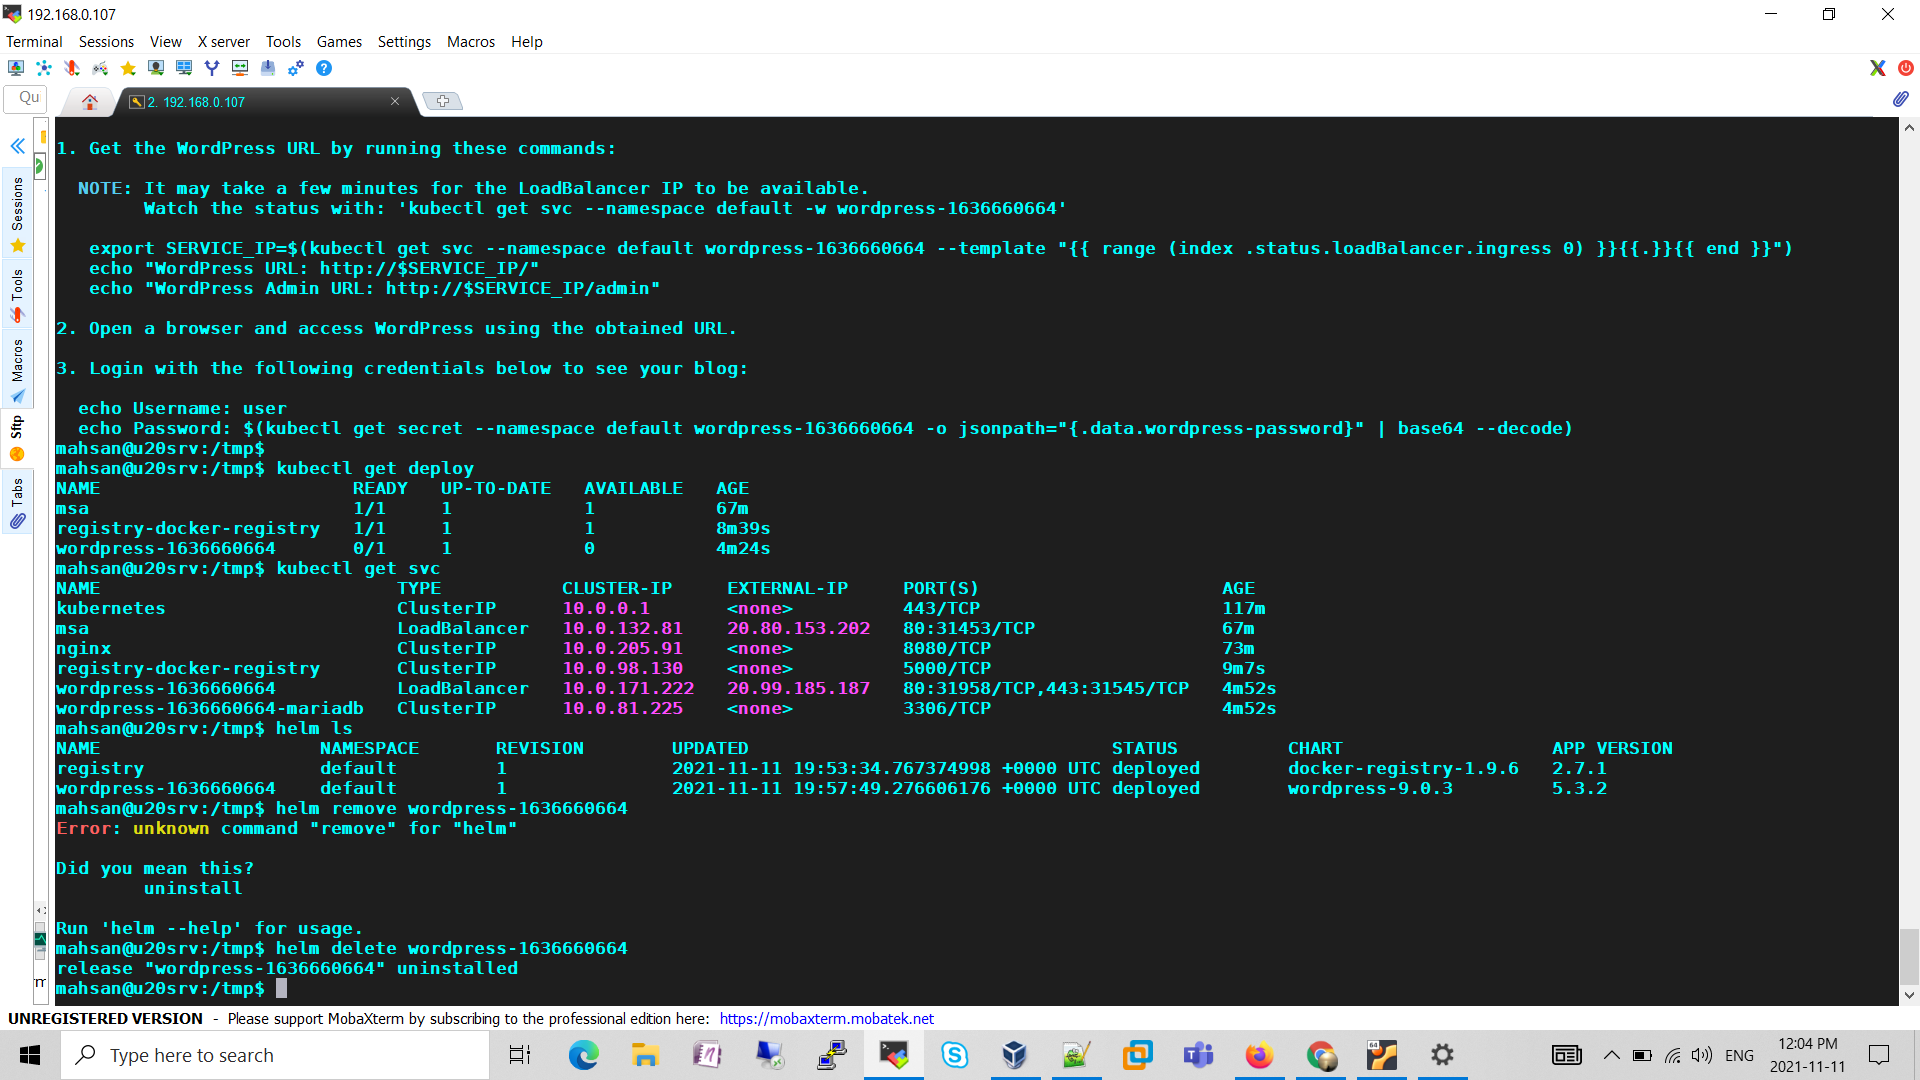 192.168.0.107
Terminal Sessions View X server Tools Games Settings Macros Help
Qu
2. 192.168.0.107
Sessions
Tools
Macros
Sftp
Tabs
1. Get the WordPress URL by running these commands:
NOTE: It may take a few minutes for the LoadBalancer IP to be available.
Watch the status with: 'kubectl get svc --namespace default -w wordpress-1636660664'
export SERVICE_IP=$(kubectl get svc --namespace default wordpress-1636660664 --template "{{ range (index .status.loadBalancer.ingress 0) }}{{.}}{{ end }}")
echo "WordPress URL: http://$SERVICE_IP/"
echo "WordPress Admin URL: http://$SERVICE_IP/admin"
2. Open a browser and access WordPress using the obtained URL.
3. Login with the following credentials below to see your blog:
echo Username: user
echo Password: $(kubectl get secret --namespace default wordpress-1636660664 -o jsonpath="{.data.wordpress-password}" | base64 --decode)
mahsan@u20srv:/tmp$
mahsan@u20srv:/tmp$ kubectl get deploy
NAME READY UP-TO-DATE AVAILABLE AGE
msa 1/1 1 1 67m
registry-docker-registry 1/1 1 1 8m39s
wordpress-1636660664 0/1 1 0 4m24s
mahsan@u20srv:/tmp$ kubectl get svc
NAME TYPE CLUSTER-IP EXTERNAL-IP PORT(S) AGE
kubernetes ClusterIP 10.0.0.1 <none> 443/TCP 117m
msa LoadBalancer 10.0.132.81 20.80.153.202 80:31453/TCP 67m
nginx ClusterIP 10.0.205.91 <none> 8080/TCP 73m
registry-docker-registry ClusterIP 10.0.98.130 <none> 5000/TCP 9m7s
wordpress-1636660664 LoadBalancer 10.0.171.222 20.99.185.187 80:31958/TCP,443:31545/TCP 4m52s
wordpress-1636660664-mariadb ClusterIP 10.0.81.225 <none> 3306/TCP 4m52s
mahsan@u20srv:/tmp$ helm ls
NAME NAMESPACE REVISION UPDATED STATUS CHART APP VERSION
registry default 1 2021-11-11 19:53:34.767374998 +0000 UTC deployed docker-registry-1.9.6 2.7.1
wordpress-1636660664 default 1 2021-11-11 19:57:49.276606176 +0000 UTC deployed wordpress-9.0.3 5.3.2
mahsan@u20srv:/tmp$ helm remove wordpress-1636660664
Error: unknown command "remove" for "helm"
Did you mean this?
uninstall
Run 'helm --help' for usage.
mahsan@u20srv:/tmp$ helm delete wordpress-1636660664
release "wordpress-1636660664" uninstalled
mahsan@u20srv:/tmp$
UNREGISTERED VERSION - Please support MobaXterm by subscribing to the professional edition here: https://mobaxterm.mobatek.net
Type here to search
ENG
12:04 PM
2021-11-11